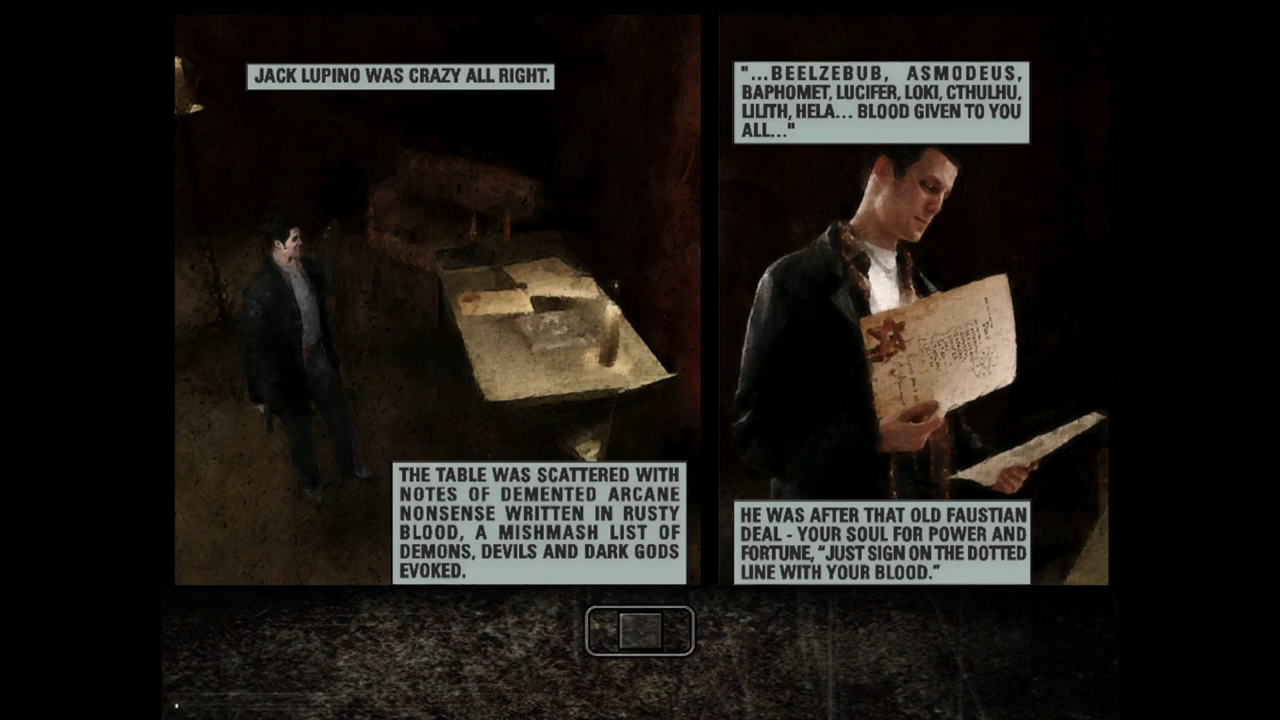 JACK LUPINO WAS CRAZY ALL RIGHT.
THE TABLE WAS SCATTERED WITH
NOTES OF DEMENTED ARCANE
NONSENSE WRITTEN IN RUSTY
BLOOD, A MISHMASH LIST OF
DEMONS, DEVILS AND DARK GODS
EVOKED.
"...BEELZEBUB, ASMODEUS,
BAPHOMET, LUCIFER, LOKI, CTHULHU,
LILITH, HELA... BLOOD GIVEN TO YOU
ALL..."
HE WAS AFTER THAT OLD FAUSTIAN
DEAL - YOUR SOUL FOR POWER AND
FORTUNE, "JUST SIGN ON THE DOTTED
LINE WITH YOUR BLOOD."